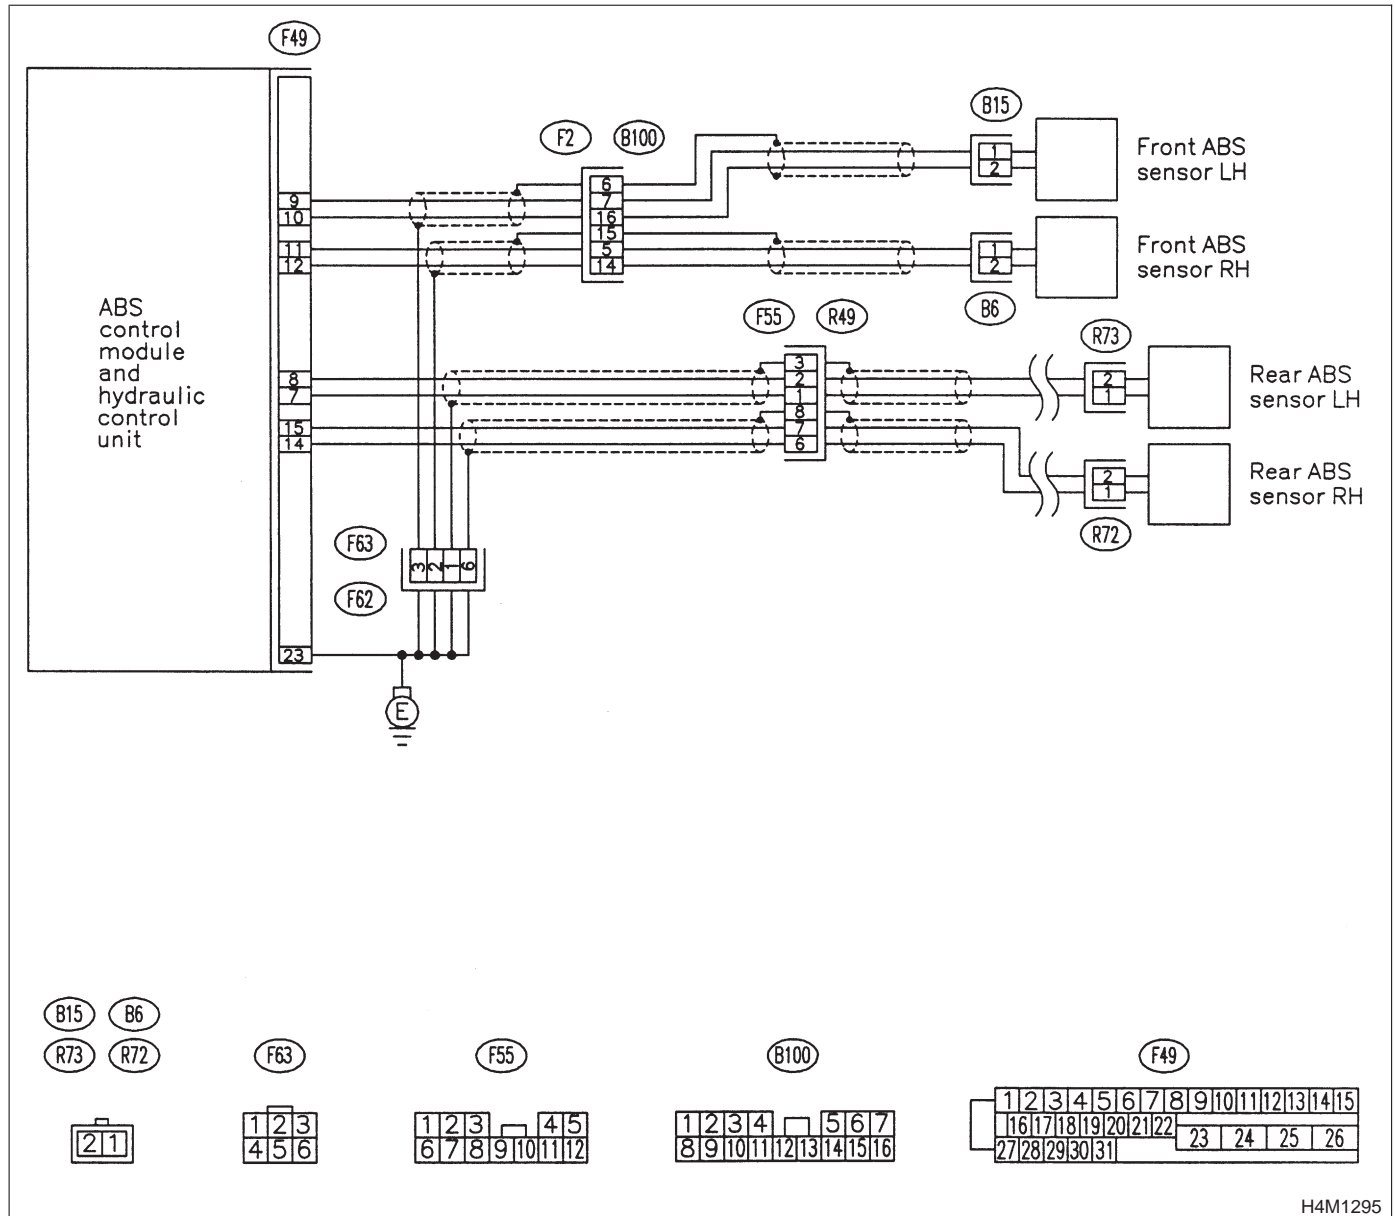 F49
B15
F2 B100
Front ABS
sensor LH
1
2
6
7
16
15
5
14
9
10
11
12
Front ABS
sensor RH
1
2
B6
ABS
control
module
and
hydraulic
control
unit
F55 R49
R73
3
2
1
8
7
6
8
7
15
14
2
1
Rear ABS
sensor LH
2
1
Rear ABS
sensor RH
R72
F63
3 2 1 6
F62
23
E
B15 B6
R73 R72
F63
F55
B100
F49
2 1
1 2 3
4 5 6
1 2 3 4 5
6 7 8 9 10 11 12
1 2 3 4 5 6 7
8 9 10 11 12 13 14 15 16
1 2 3 4 5 6 7 8 9 10 11 12 13 14 15
16 17 18 19 20 21 22 23 24 25 26
27 28 29 30 31
H4M1295